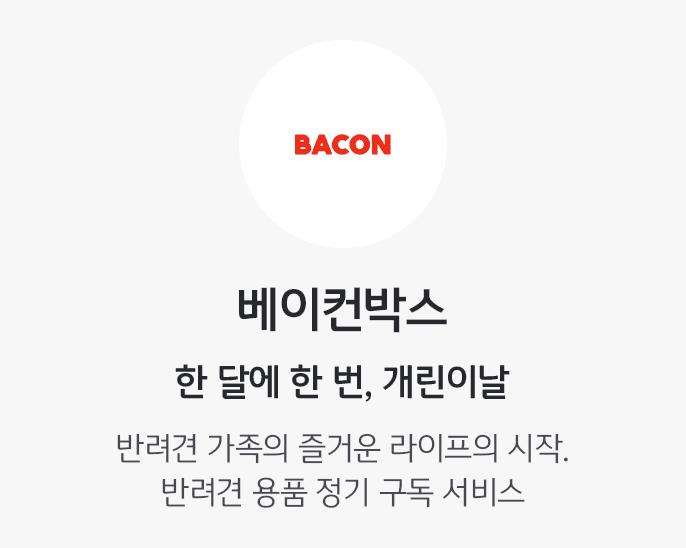 BACON
베이컨박스
한 달에 한 번, 개린이날
반려견 가족의 즐거운 라이프의 시작.
반려견 용품 정기 구독 서비스